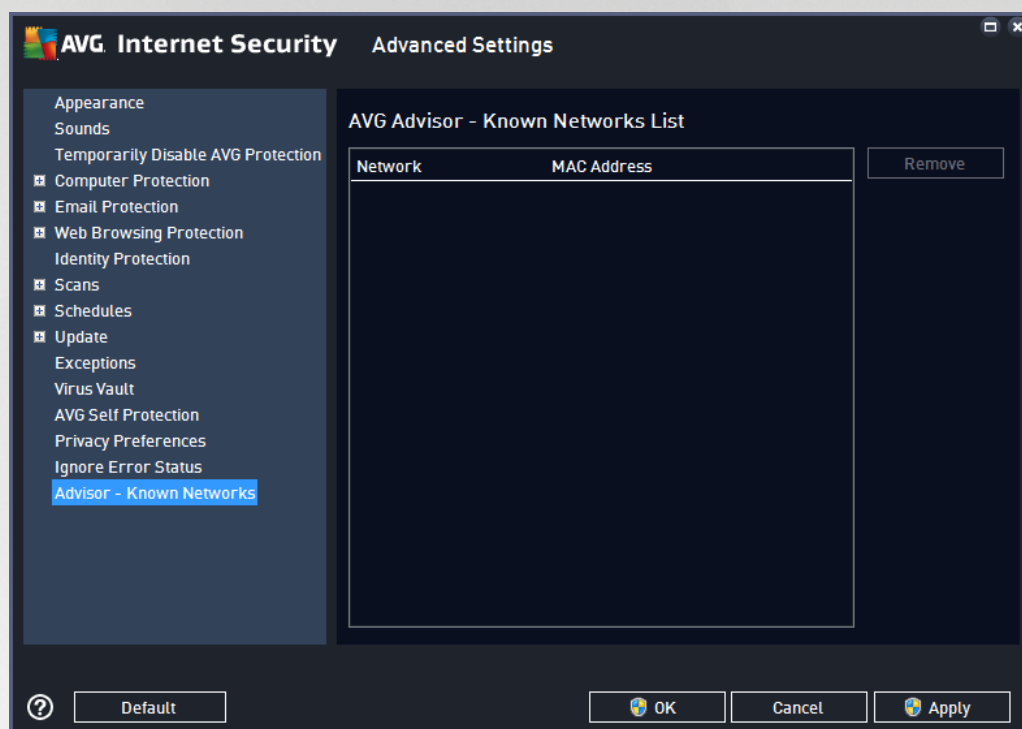 AVG. Internet Security Advanced Settings
Appearance
Sounds
Temporarily Disable AVG Protection
Computer Protection
Email Protection
Web Browsing Protection
Identity Protection
Scans
Schedules
Update
Exceptions
Virus Vault
AVG Self Protection
Privacy Preferences
Ignore Error Status
Advisor - Known Networks
AVG Advisor - Known Networks List
Network MAC Address
Remove
? Default OK Cancel Apply